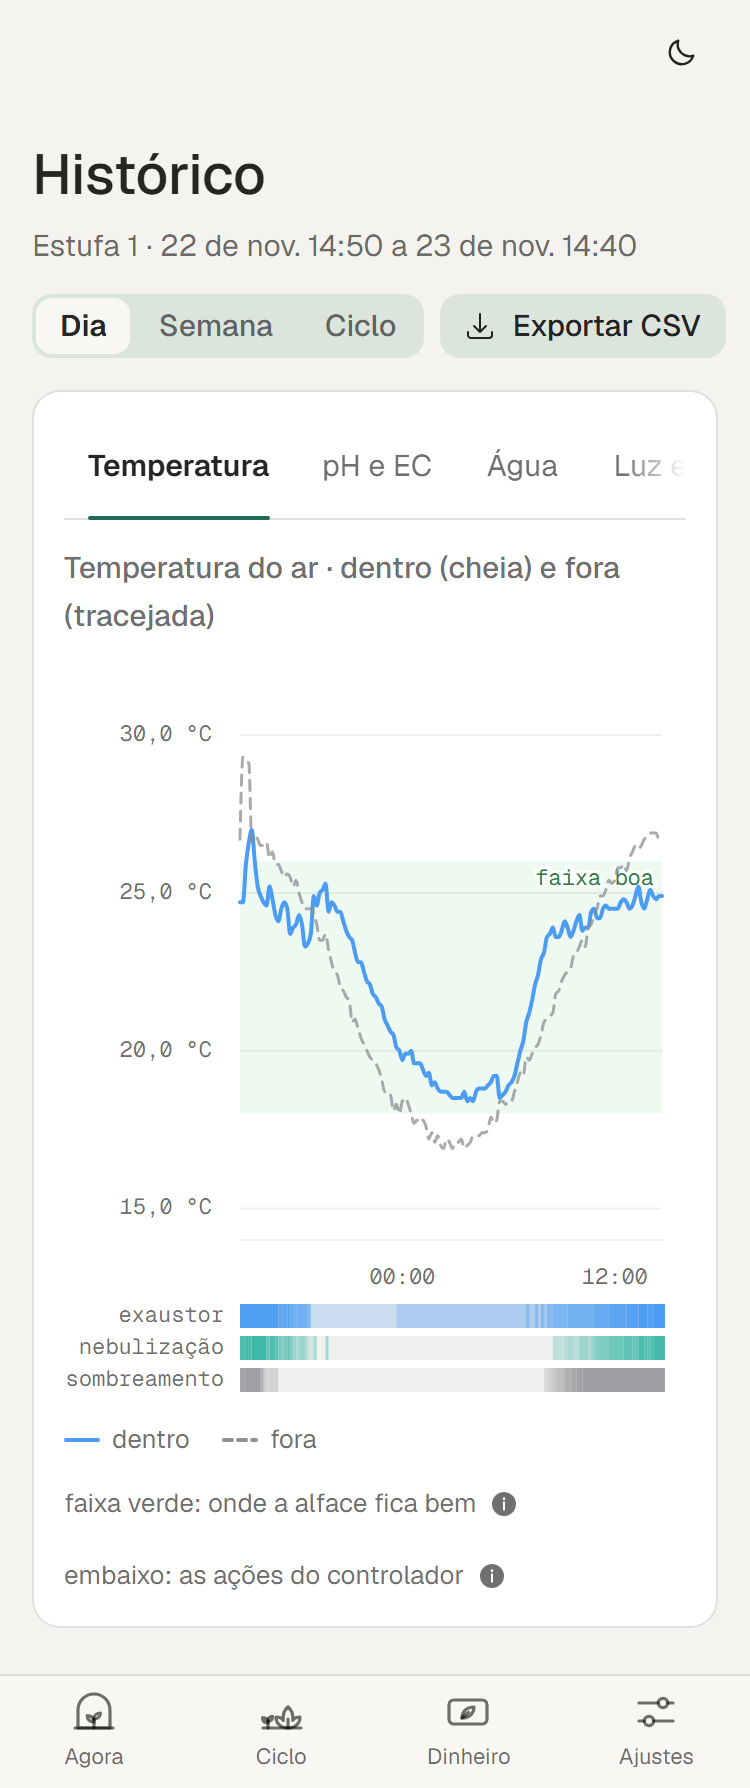 Histórico
Estufa 1 · 22 de nov. 14:50 a 23 de nov. 14:40
Dia Semana Ciclo Exportar CSV
Temperatura pH e EC Água Luz e
Temperatura do ar · dentro (cheia) e fora
(tracejada)
30,0 °C
faixa boa
25,0 °C
20,0 °C
15,0 °C
00:00 12:00
exaustor
nebulização
sombreamento
dentro fora
faixa verde: onde a alface fica bem
embaixo: as ações do controlador
Agora Ciclo Dinheiro Ajustes